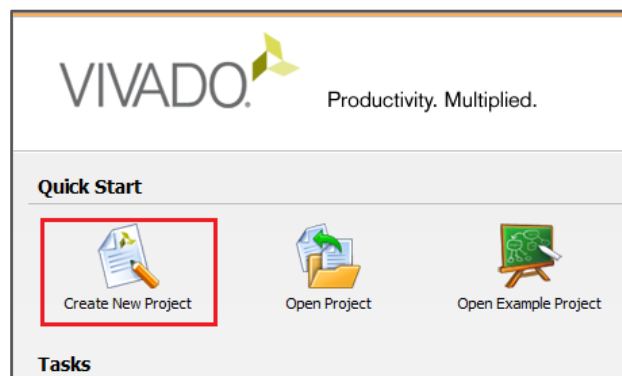 VIVADO.
Productivity. Multiplied.
Quick Start
Create New Project
Open Project
Open Example Project
Tasks